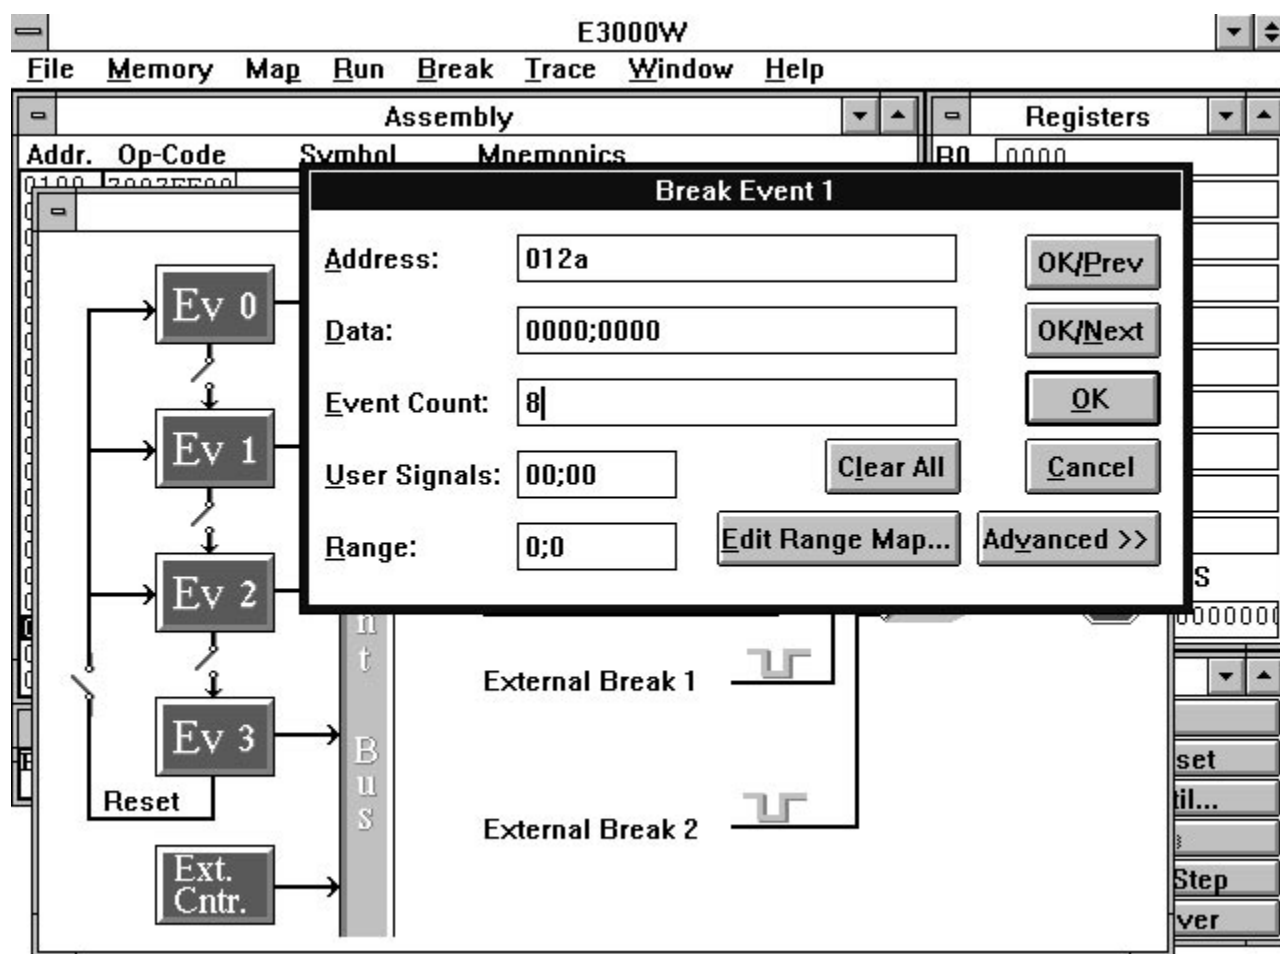 E3000W
File Memory Map Run Break Trace Window Help
Assembly
Registers
Addr. Op-Code Symbol Mnemonics
R0 0000
Break Event 1
Address: 012a
OK/Prev
Data: 0000;0000
OK/Next
Event Count: 8
OK
User Signals: 00;00
Clear All
Cancel
Range: 0;0
Edit Range Map...
Advanced >>
Ev 0
Ev 1
Ev 2
Ev 3
Reset
Ext.
Cntr.
Bus
External Break 1
External Break 2
S
set
til...
Step
ver